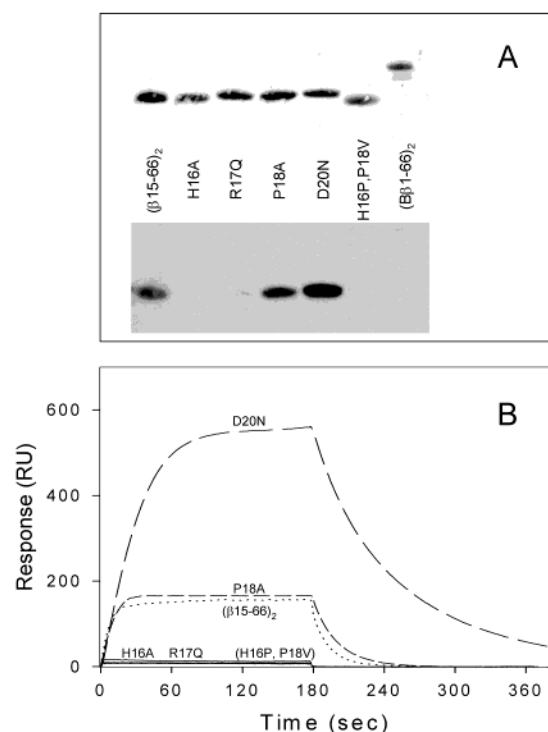 A
(β15-66)₂
H16A
R17Q
P18A
D20N
H16P,P18V
(Bβ1-66)₂
B
Response (RU)
600
400
200
0
D20N
P18A
(β15-66)₂
H16A R17Q (H16P, P18V)
0 60 120 180 240 300 360
Time (sec)